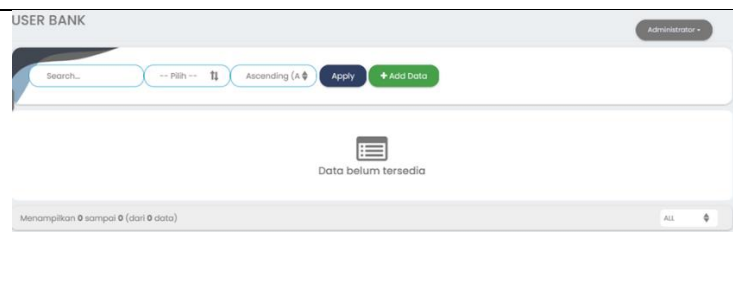 USER BANK
Administrator
Search...
-- Pilih --
Ascending (A
Apply
+ Add Data
Data belum tersedia
Menampilkan 0 sampai 0 (dari 0 data)
ALL